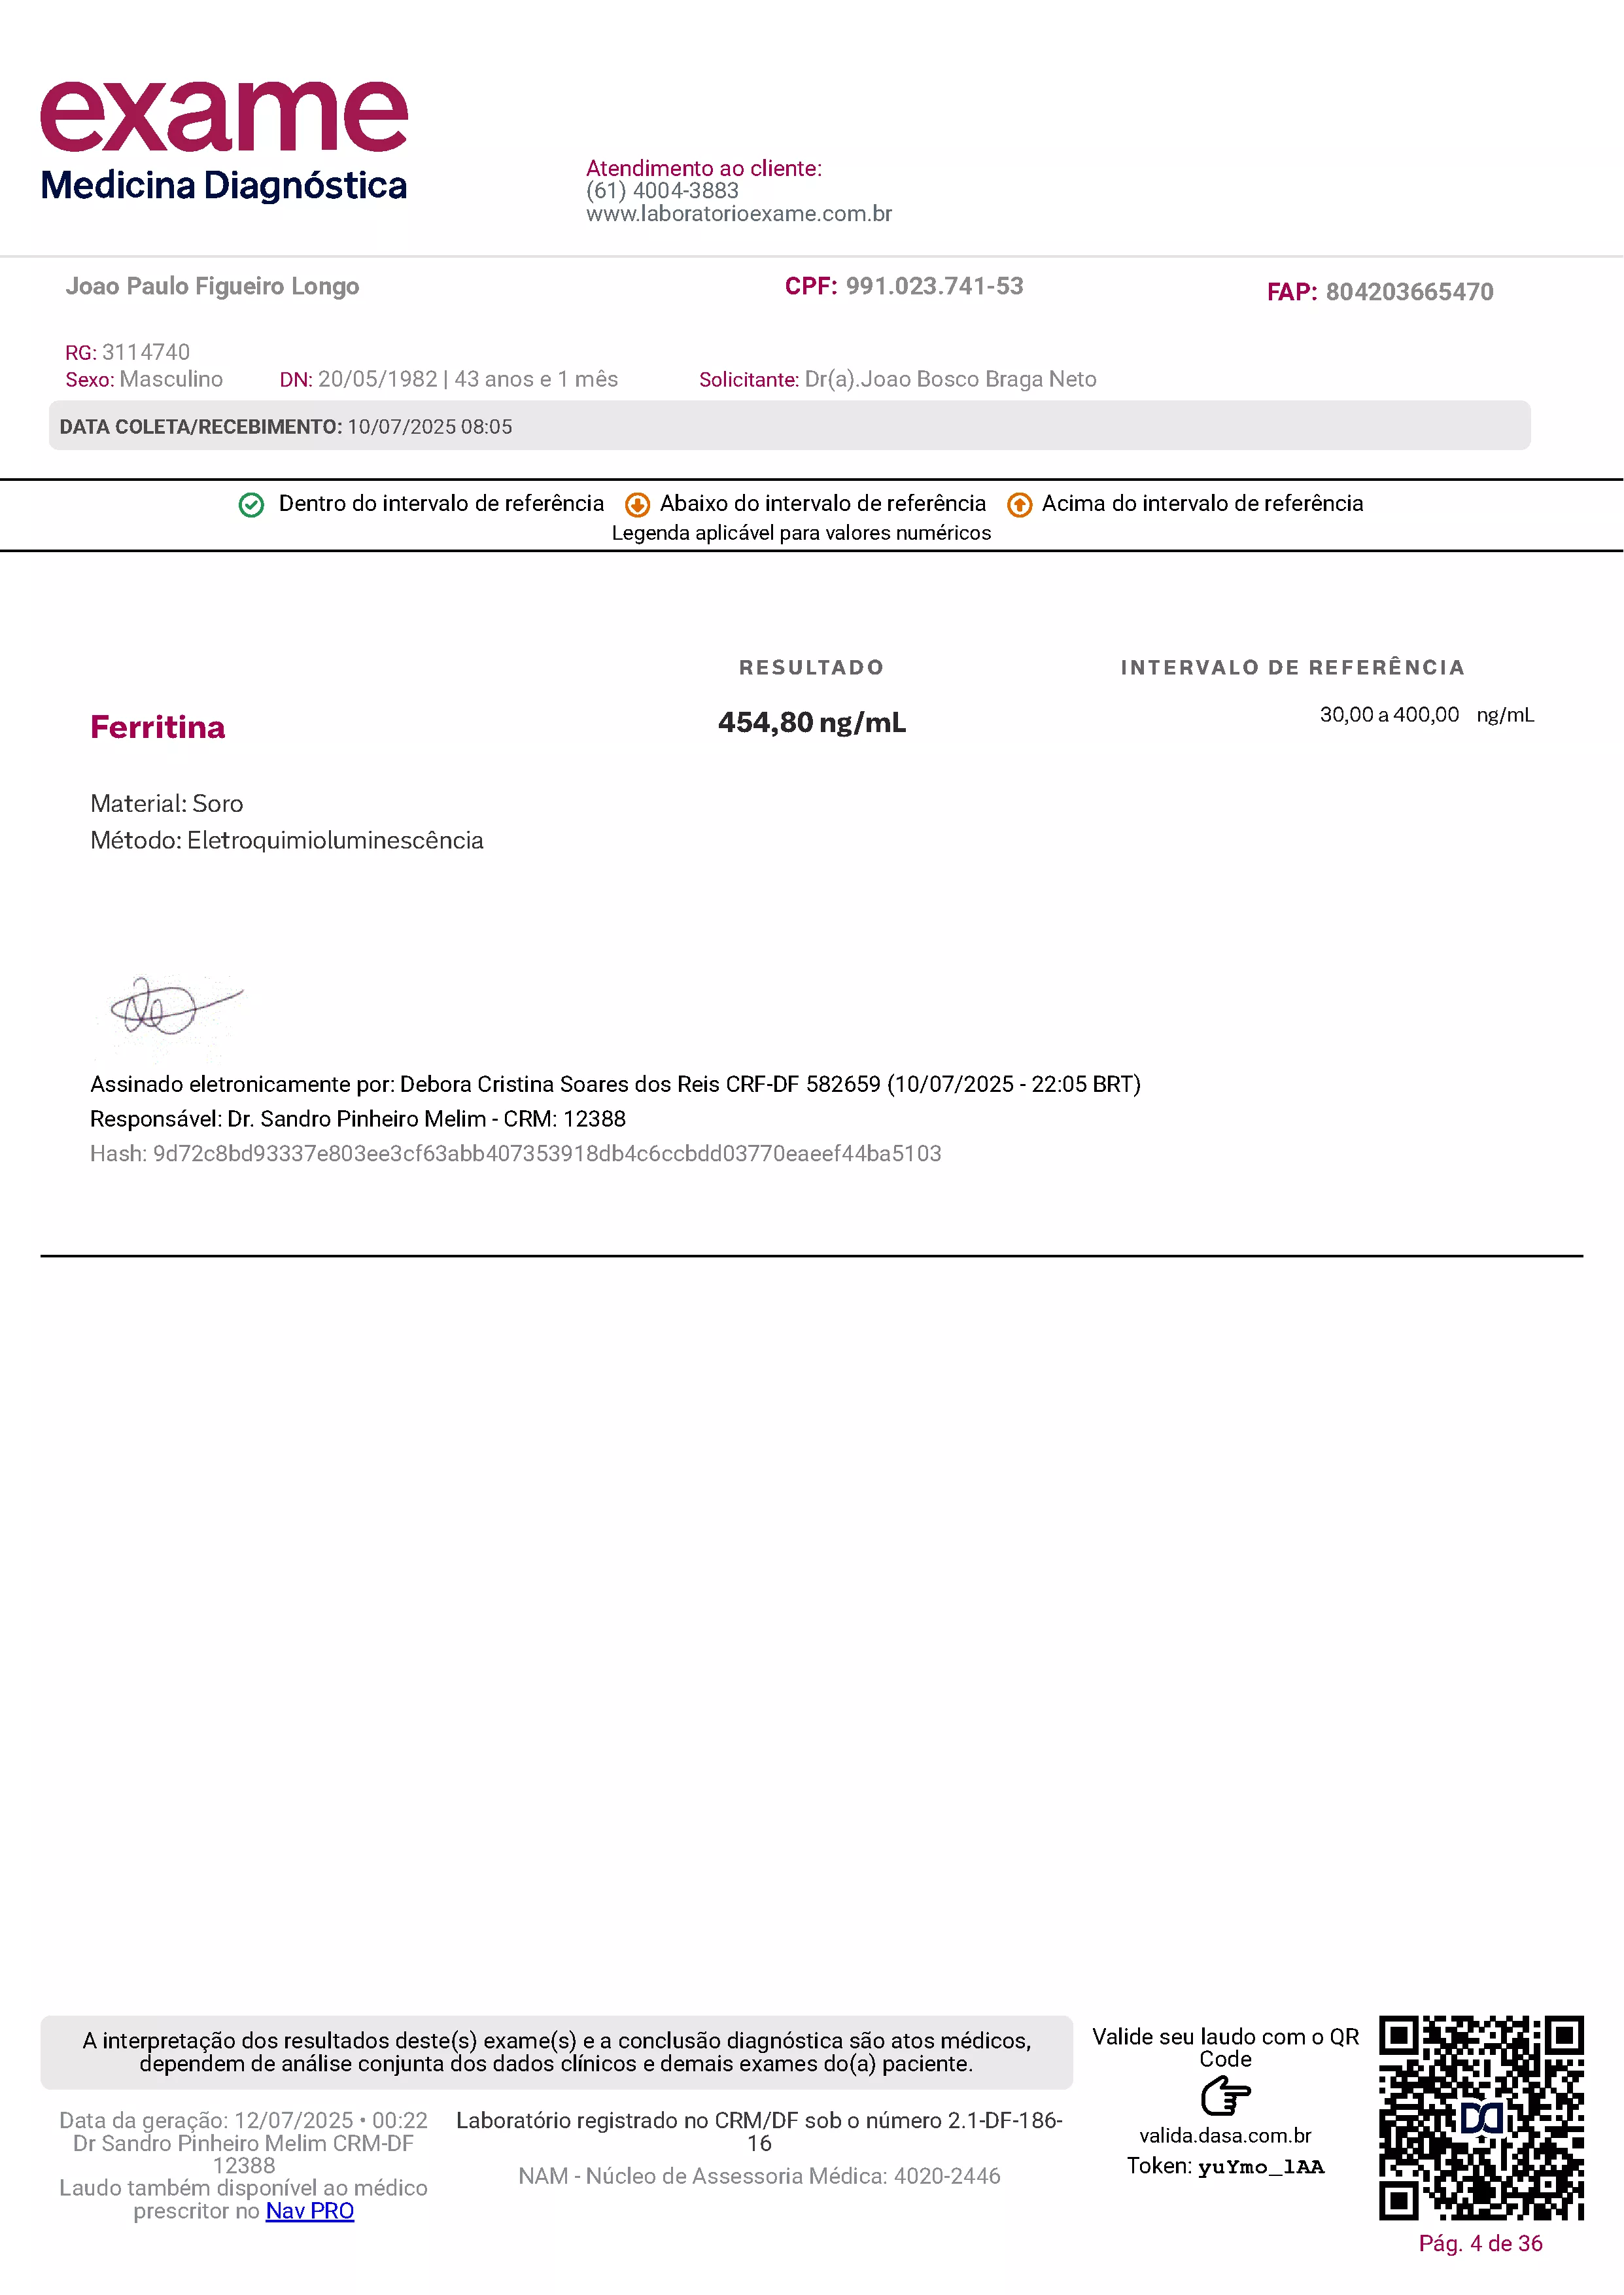 exame
Medicina Diagnóstica
Atendimento ao cliente:
(61) 4004-3883
www.laboratorioexame.com.br
Joao Paulo Figueiro Longo CPF: 991.023.741-53 FAP: 804203665470
RG: 3114740
Sexo: Masculino DN: 20/05/1982 | 43 anos e 1 mês Solicitante: Dr(a).Joao Bosco Braga Neto
DATA COLETA/RECEBIMENTO: 10/07/2025 08:05
Dentro do intervalo de referência Abaixo do intervalo de referência Acima do intervalo de referência
Legenda aplicável para valores numéricos
RESULTADO INTERVALO DE REFERÊNCIA
Ferritina 454,80 ng/mL 30,00 a 400,00 ng/mL
Material: Soro
Método: Eletroquimioluminescência
Assinado eletronicamente por: Debora Cristina Soares dos Reis CRF-DF 582659 (10/07/2025 - 22:05 BRT)
Responsável: Dr. Sandro Pinheiro Melim - CRM: 12388
Hash: 9d72c8bd93337e803ee3cf63abb407353918db4c6ccbdd03770eaeef44ba5103
A interpretação dos resultados deste(s) exame(s) e a conclusão diagnóstica são atos médicos,
dependem de análise conjunta dos dados clínicos e demais exames do(a) paciente.
Data da geração: 12/07/2025 • 00:22
Dr Sandro Pinheiro Melim CRM-DF
12388
Laudo também disponível ao médico
prescritor no Nav PRO
Laboratório registrado no CRM/DF sob o número 2.1-DF-186-
16
NAM - Núcleo de Assessoria Médica: 4020-2446
Valide seu laudo com o QR
Code
valida.dasa.com.br
Token: yuYmo_lAA
Pág. 4 de 36